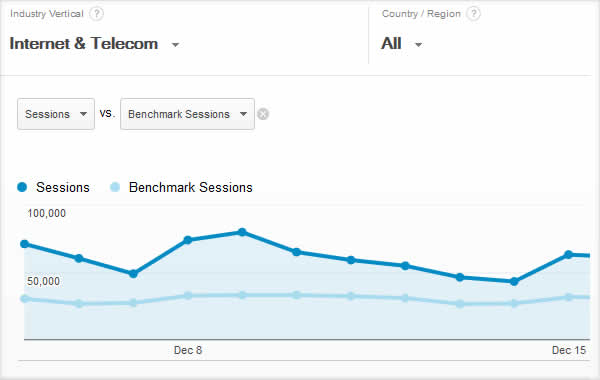 Industry Vertical ? Country / Region ?
Internet & Telecom All
Sessions vs. Benchmark Sessions
Sessions Benchmark Sessions
100,000
50,000
Dec 8 Dec 15